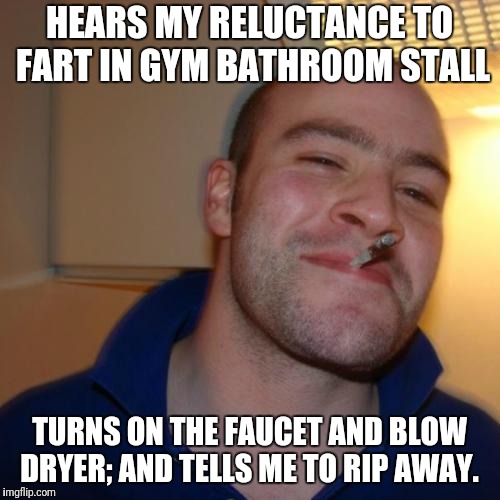 HEARS MY RELUCTANCE TO
FART IN GYM BATHROOM STALL
TURNS ON THE FAUCET AND BLOW
DRYER; AND TELLS ME TO RIP AWAY.
imgflip.com